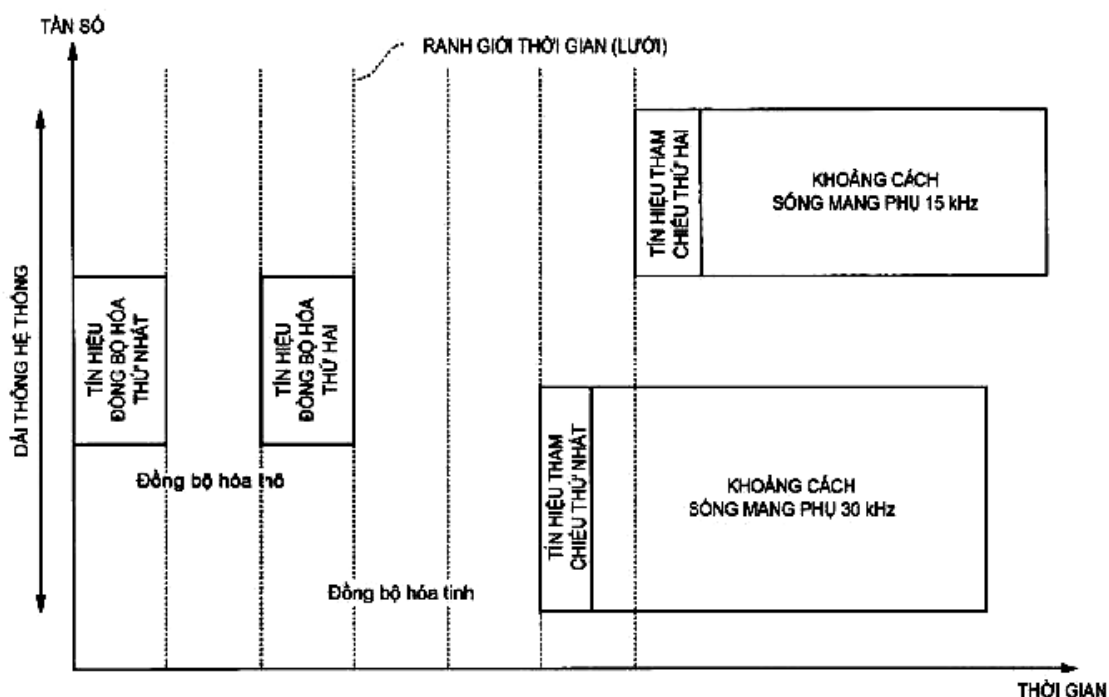 TẦN SỐ
RANH GIỚI THỜI GIAN (LƯỚI)
DẢI THÔNG HỆ THỐNG
TÍN HIỆU
ĐỒNG BỘ HÓA
THỨ NHẤT
TÍN HIỆU
ĐỒNG BỘ HÓA
THỨ HAI
TÍN HIỆU THAM
CHIẾU THỨ HAI
KHOẢNG CÁCH
SÓNG MANG PHỤ 15 kHz
Đồng bộ hóa thô
TÍN HIỆU THAM
CHIẾU THỨ NHẤT
KHOẢNG CÁCH
SÓNG MANG PHỤ 30 kHz
Đồng bộ hóa tinh
THỜI GIAN